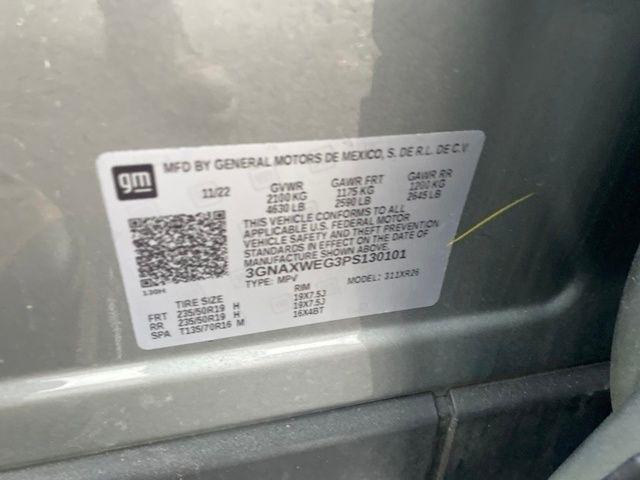 gm
MFD BY GENERAL MOTORS DE MEXICO, S. DE R.L. DE C.V
11/22 GVWR GAWR FRT GAWR RR
2100 KG 1175 KG 1200 KG
4630 LB 2590 LB 2645 LB
THIS VEHICLE CONFORMS TO ALL
APPLICABLE U.S. FEDERAL MOTOR
VEHICLE SAFETY AND THEFT PREVENTION
STANDARDS IN EFFECT ON THE DATE OF
MANUFACTURE SHOWN ABOVE.
3GNAXWEG3PS130101
TYPE: MPV MODEL: 311XR26
130H
TIRE SIZE RIM
FRT 235/50R19 H 19X7.5J
RR 235/50R19 H 19X7.5J
SPA T135/70R16 M 16X4BT